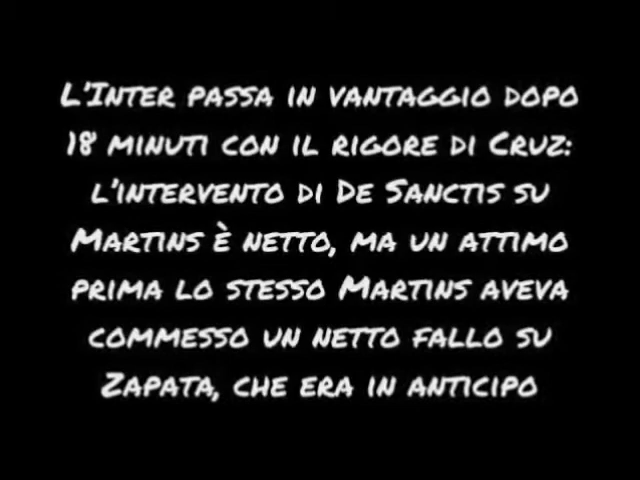 L'Inter passa in vantaggio dopo
18' minuti con il rigore di Cruz:
l'intervento di De Sanctis su
Martins è netto, ma un attimo
prima lo stesso Martins aveva
commesso un netto fallo su
Zapata, che era in anticipo